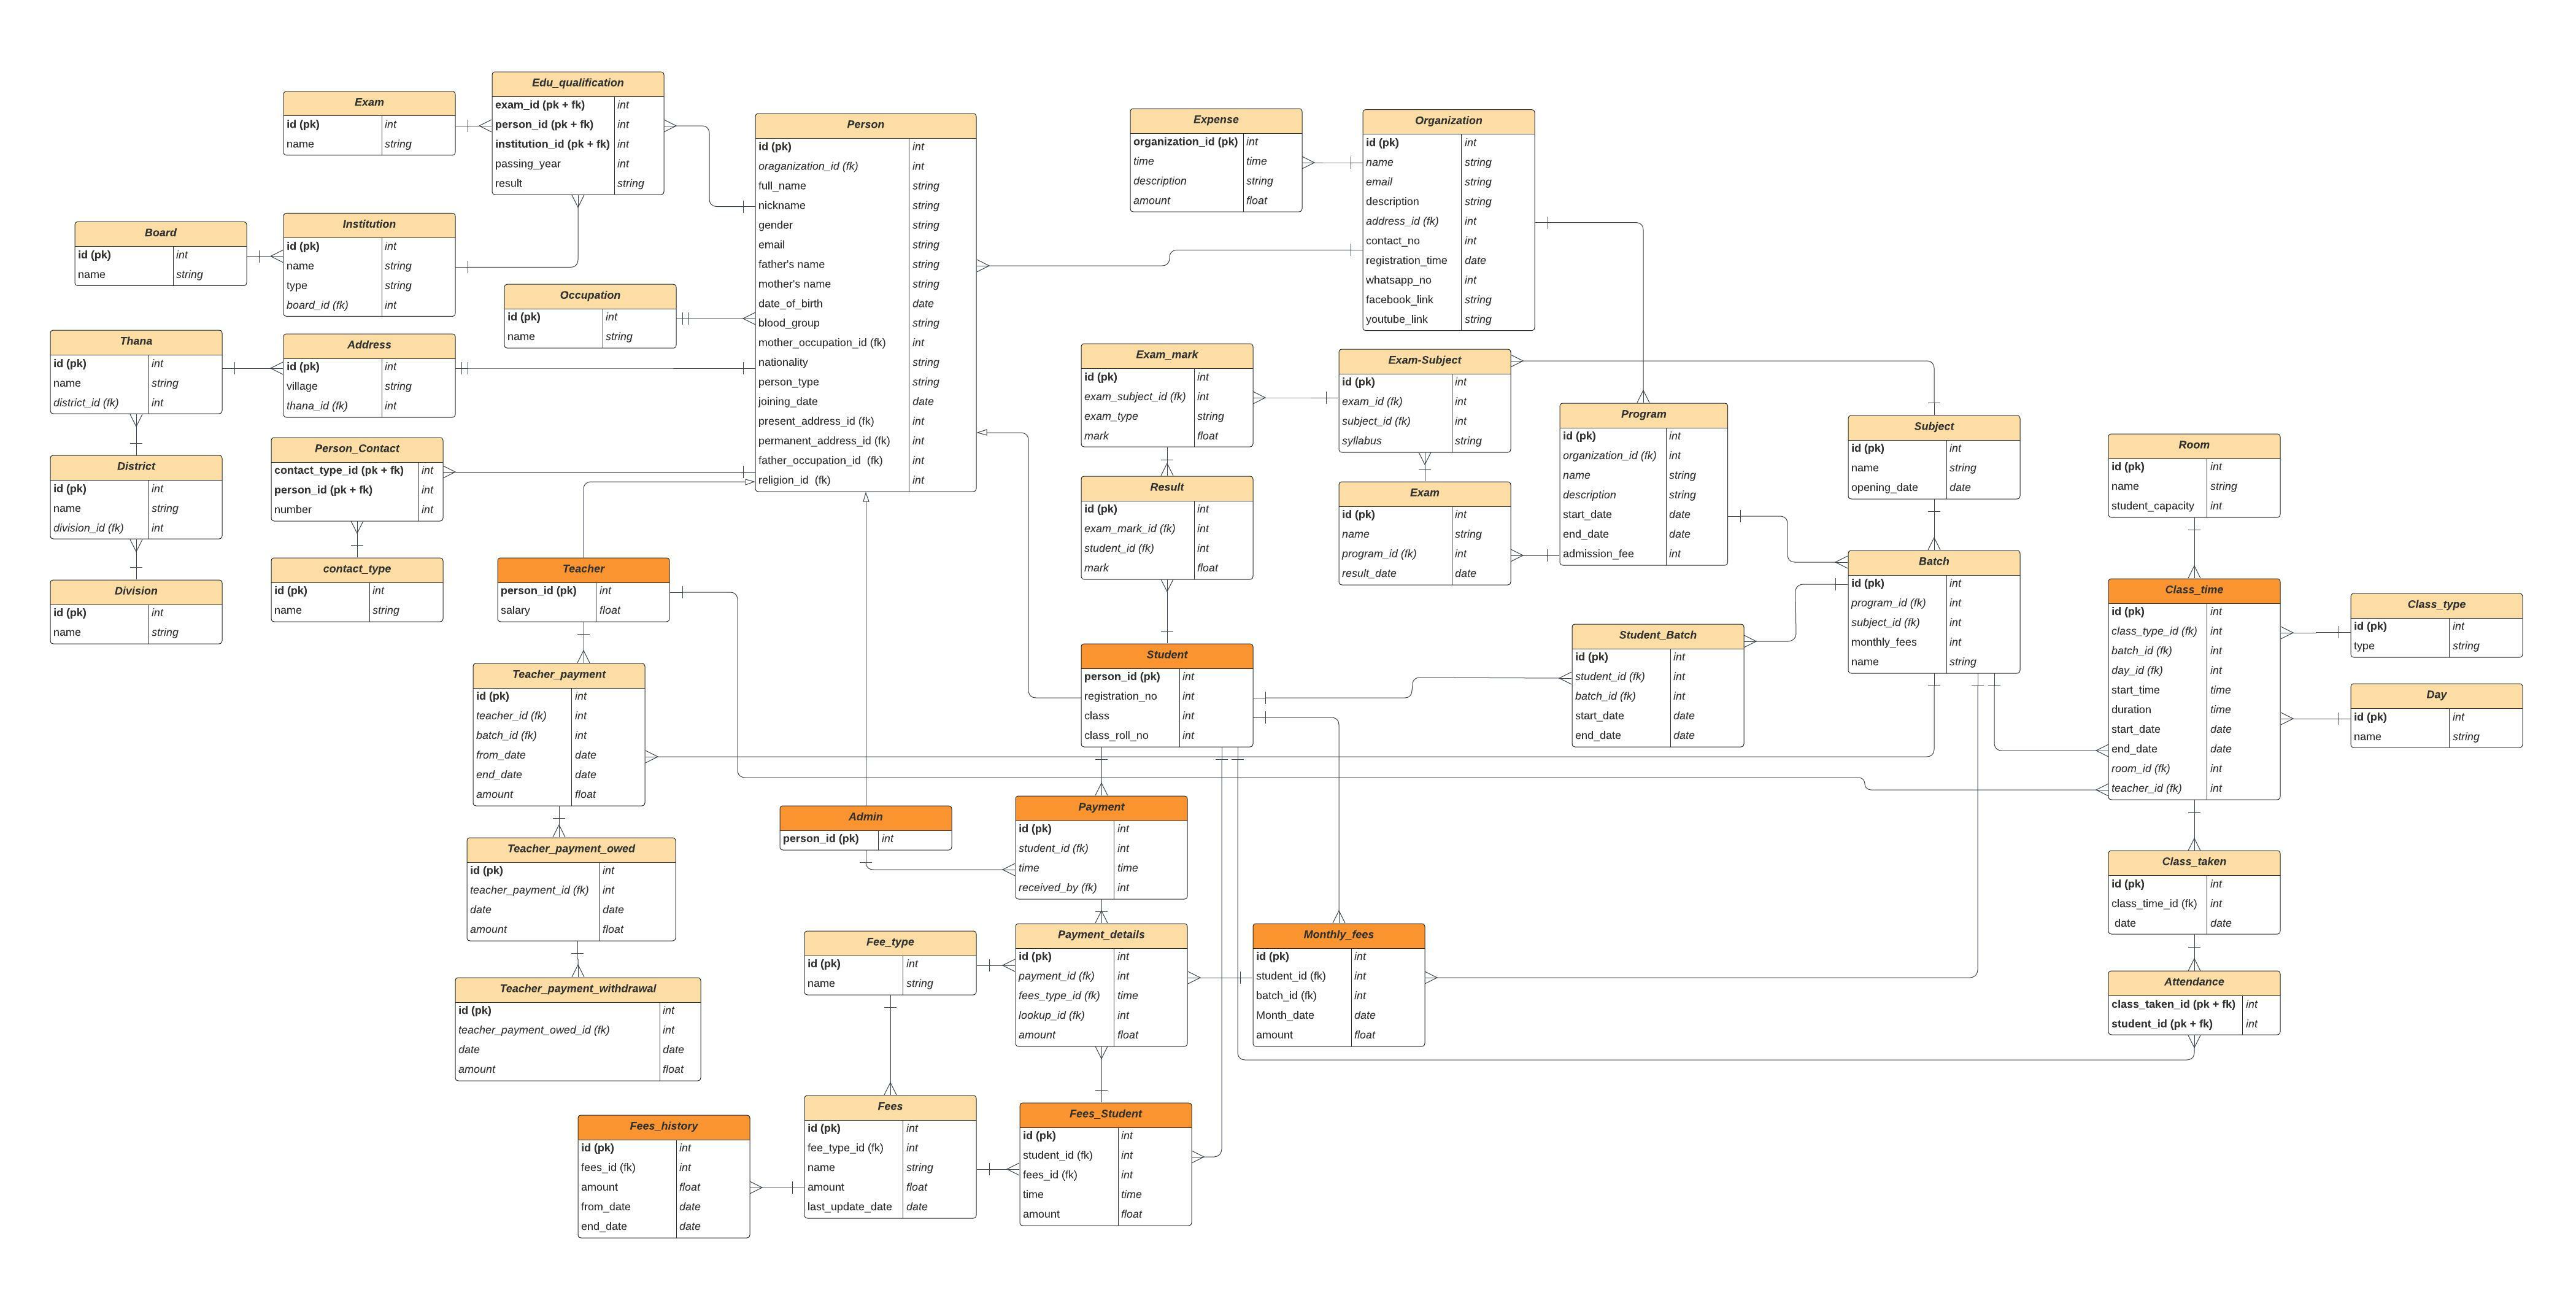 Edu_qualification
exam_id (pk + fk) int
person_id (pk + fk) int
institution_id (pk + fk) int
passing_year int
result string
Exam
id (pk) int
name string
Board
id (pk) int
name string
Institution
id (pk) int
name string
type string
board_id (fk) int
Occupation
id (pk) int
name string
Thana
id (pk) int
name string
district_id (fk) int
Address
id (pk) int
village string
thana_id (fk) int
Person
id (pk) int
oraganization_id (fk) int
full_name string
nickname string
gender string
email string
father's name string
mother's name string
date_of_birth date
blood_group string
mother_occupation_id (fk) int
nationality string
person_type string
joining_date date
present_address_id (fk) int
permanent_address_id (fk) int
father_occupation_id (fk) int
religion_id (fk) int
Expense
organization_id (pk) int
time time
description string
amount float
Organization
id (pk) int
name string
email string
description string
address_id (fk) int
contact_no int
registration_time date
whatsapp_no int
facebook_link string
youtube_link string
District
id (pk) int
name string
division_id (fk) int
Person_Contact
contact_type_id (pk + fk) int
person_id (pk + fk) int
number int
Division
id (pk) int
name string
contact_type
id (pk) int
name string
Exam_mark
id (pk) int
exam_subject_id (fk) int
exam_type string
mark float
Exam-Subject
id (pk) int
exam_id (fk) int
subject_id (fk) int
syllabus string
Program
id (pk) int
organization_id (fk) int
name string
description string
start_date date
end_date date
admission_fee int
Subject
id (pk) int
name string
opening_date date
Room
id (pk) int
name string
student_capacity int
Result
id (pk) int
exam_mark_id (fk) int
student_id (fk) int
mark float
Exam
id (pk) int
name string
program_id (fk) int
result_date date
Batch
id (pk) int
program_id (fk) int
subject_id (fk) int
monthly_fees int
name string
Class_time
id (pk) int
class_type_id (fk) int
batch_id (fk) int
day_id (fk) int
start_time time
duration time
start_date date
end_date date
room_id (fk) int
teacher_id (fk) int
Class_type
id (pk) int
type string
Day
id (pk) int
name string
Teacher
person_id (pk) int
salary float
Student
person_id (pk) int
registration_no int
class int
class_roll_no int
Student_Batch
id (pk) int
student_id (fk) int
batch_id (fk) int
start_date date
end_date date
Teacher_payment
id (pk) int
teacher_id (fk) int
batch_id (fk) int
from_date date
end_date date
amount float
Admin
person_id (pk) int
Payment
id (pk) int
student_id (fk) int
time time
received_by (fk) int
Teacher_payment_owed
id (pk) int
teacher_payment_id (fk) int
date date
amount float
Class_taken
id (pk) int
class_time_id (fk) int
date date
Fee_type
id (pk) int
name string
Payment_details
id (pk) int
payment_id (fk) int
fees_type_id (fk) time
lookup_id (fk) int
amount float
Monthly_fees
id (pk) int
student_id (fk) int
batch_id (fk) int
Month_date date
amount float
Attendance
class_taken_id (pk + fk) int
student_id (pk + fk) int
Teacher_payment_withdrawal
id (pk) int
teacher_payment_owed_id (fk) int
date date
amount float
Fees_history
id (pk) int
fees_id (fk) int
amount float
from_date date
end_date date
Fees
id (pk) int
fee_type_id (fk) int
name string
amount float
last_update_date date
Fees_Student
id (pk) int
student_id (fk) int
fees_id (fk) int
time time
amount float